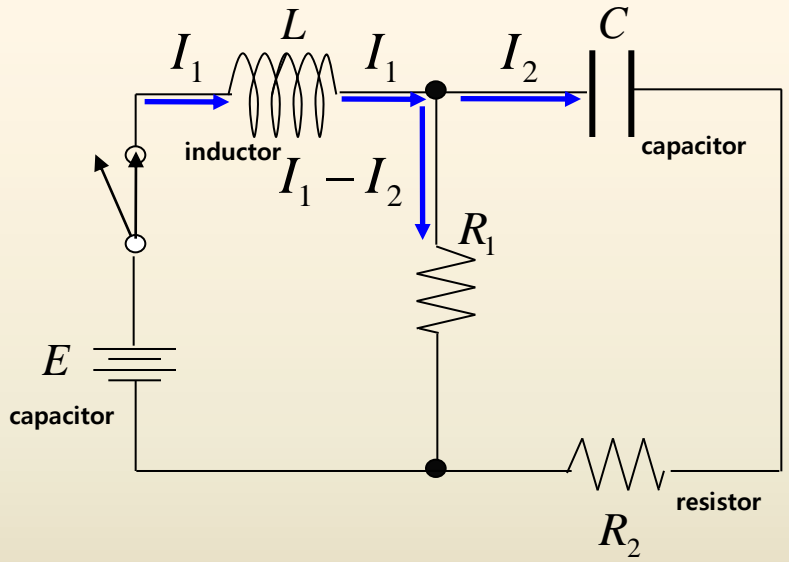 L
C
I₁
I₁
I₂
inductor
capacitor
I₁ − I₂
R₁
E
capacitor
resistor
R₂